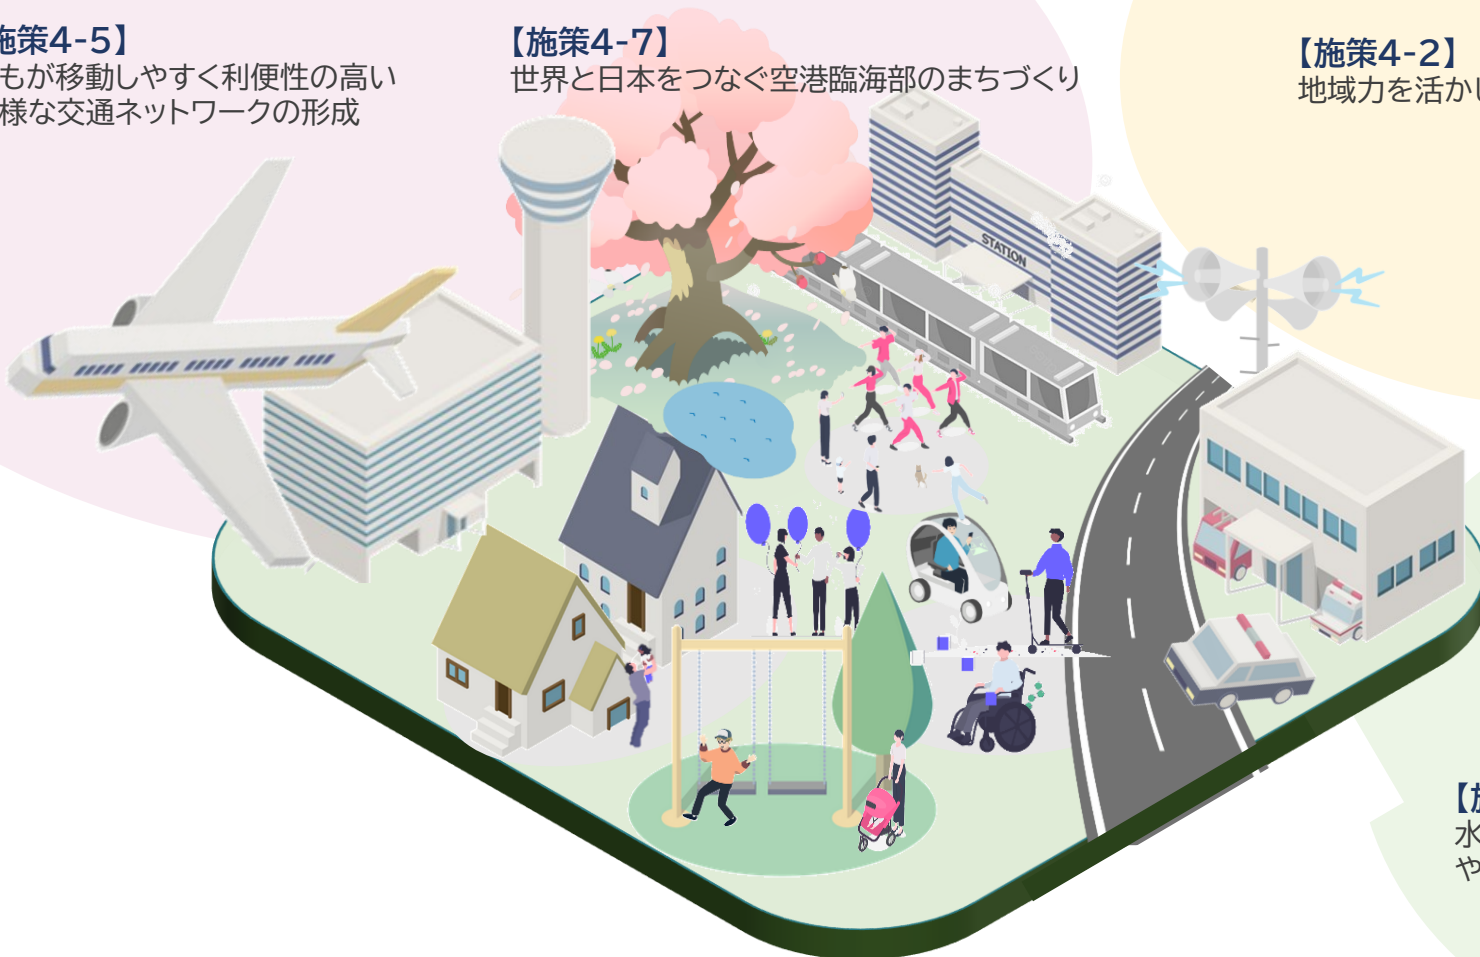 施策4-5】
もが移動しやすく利便性の高い
様な交通ネットワークの形成
【施策4-7】
世界と日本をつなぐ空港臨海部のまちづくり
【施策4-2】
地域力を活かし
STATION
【
水
や